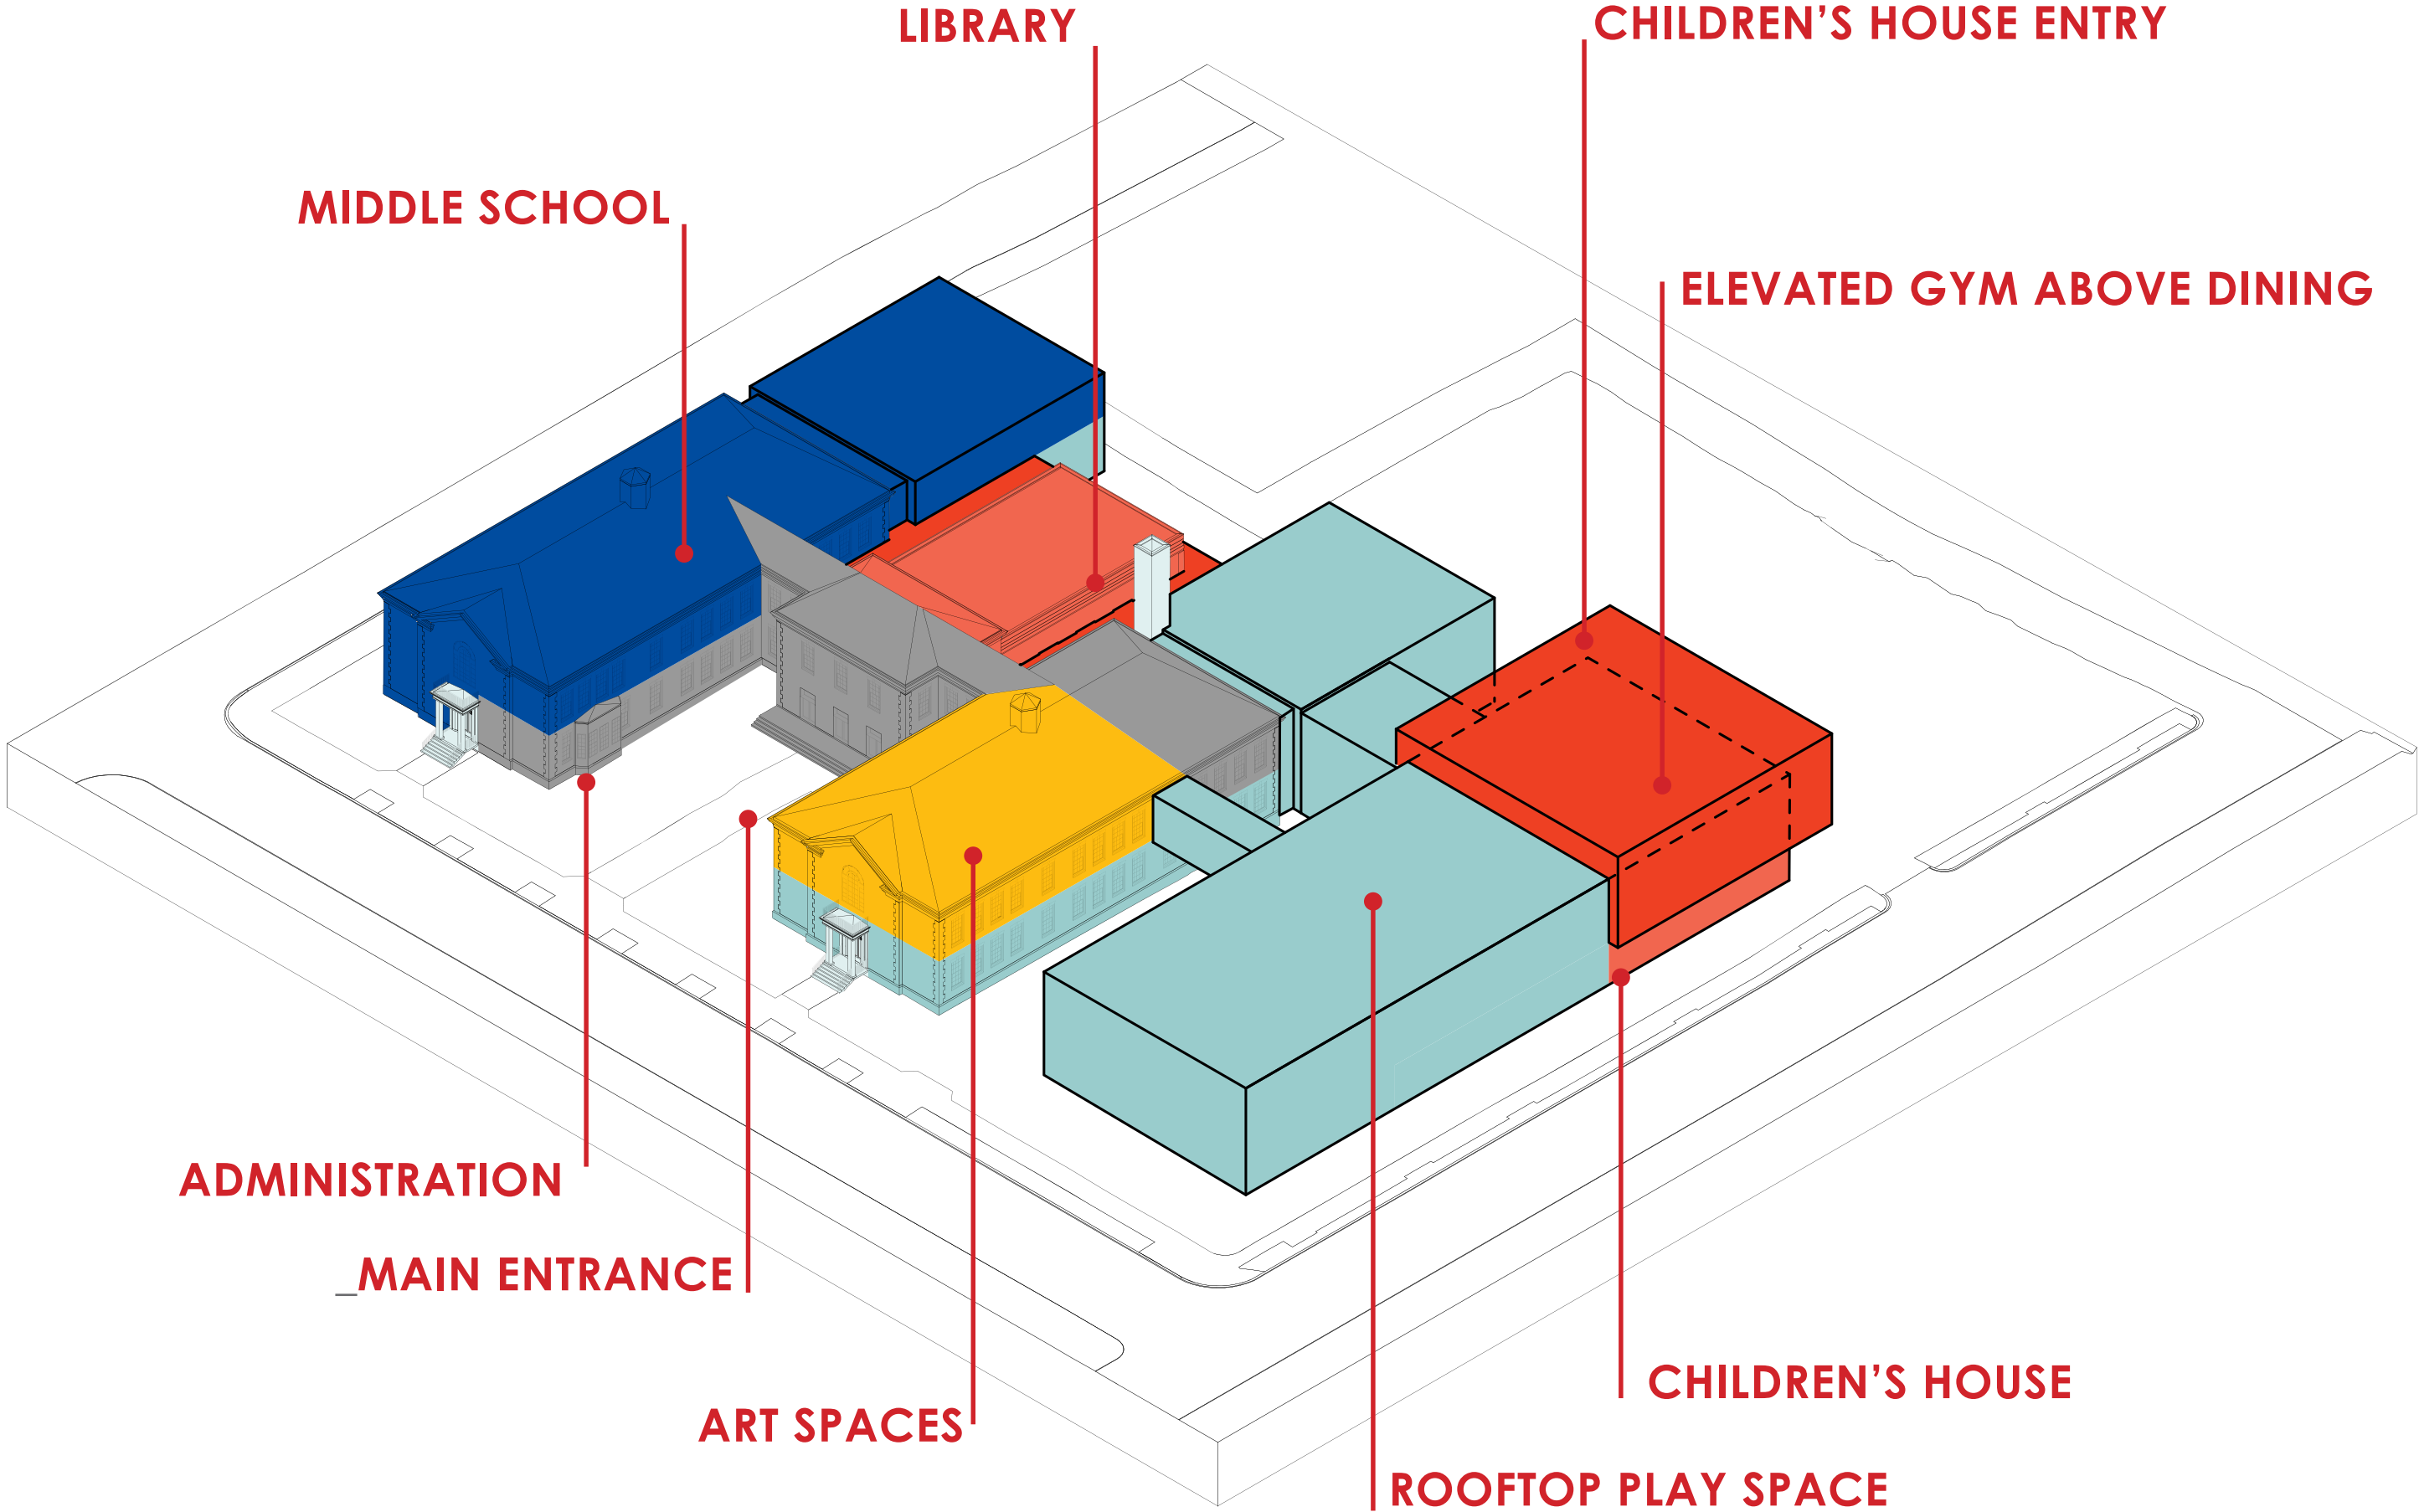 LIBRARY
CHILDREN'S HOUSE ENTRY
MIDDLE SCHOOL
ELEVATED GYM ABOVE DINING
ADMINISTRATION
_MAIN ENTRANCE
CHILDREN'S HOUSE
ART SPACES
ROOFTOP PLAY SPACE